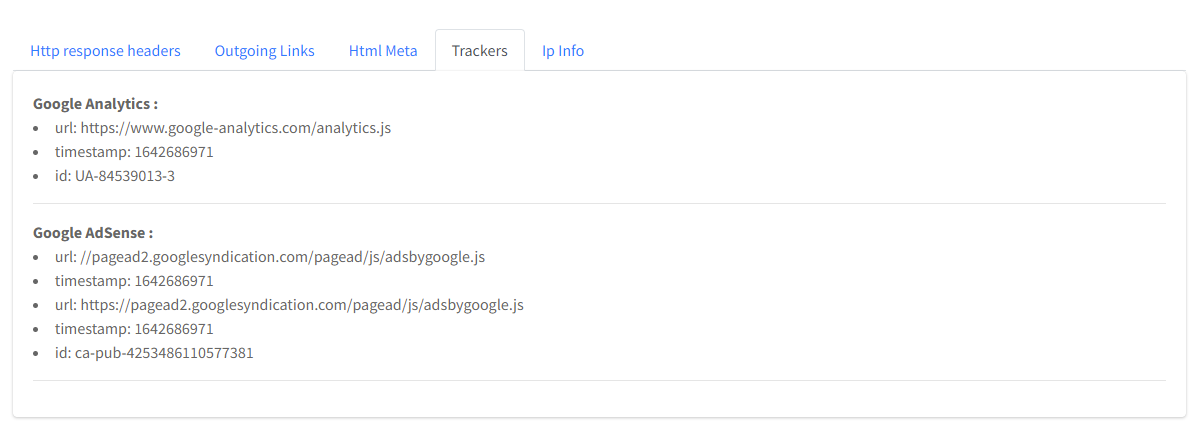 Http response headers Outgoing Links Html Meta Trackers Ip Info
Google Analytics :
• url: https://www.google-analytics.com/analytics.js
• timestamp: 1642686971
• id: UA-84539013-3
Google AdSense :
• url: //pagead2.googlesyndication.com/pagead/js/adsbygoogle.js
• timestamp: 1642686971
• url: https://pagead2.googlesyndication.com/pagead/js/adsbygoogle.js
• timestamp: 1642686971
• id: ca-pub-4253486110577381